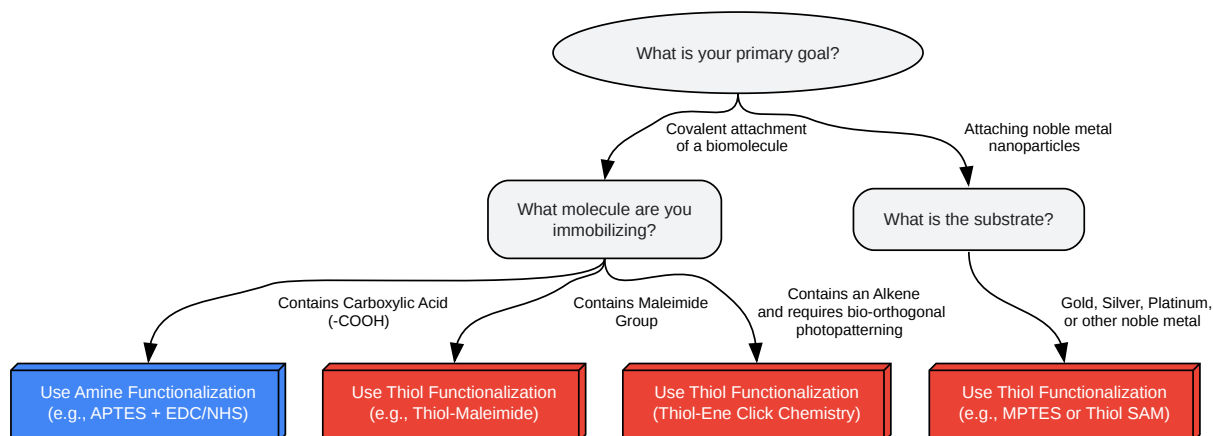 What is your primary goal?
Covalent attachment
of a biomolecule
Attaching noble metal
nanoparticles
What molecule are you
immobilizing?
What is the substrate?
Contains Carboxylic Acid
(-COOH)
Contains Maleimide
Group
Contains an Alkene
and requires bio-orthogonal
photopatterning
Gold, Silver, Platinum,
or other noble metal
Use Amine Functionalization
(e.g., APTES + EDC/NHS)
Use Thiol Functionalization
(e.g., Thiol-Maleimide)
Use Thiol Functionalization
(Thiol-Ene Click Chemistry)
Use Thiol Functionalization
(e.g., MPTES or Thiol SAM)